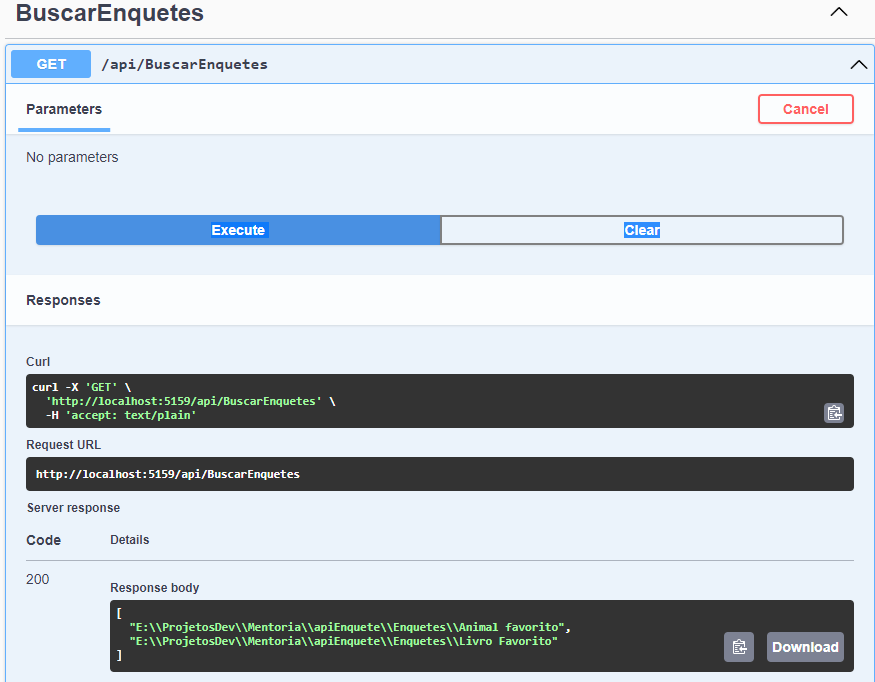 BuscarEnquetes
GET /api/BuscarEnquetes
Parameters Cancel
No parameters
Execute Clear
Responses
Curl
curl -X 'GET' \
'http://localhost:5159/api/BuscarEnquetes' \
-H 'accept: text/plain'
Request URL
http://localhost:5159/api/BuscarEnquetes
Server response
Code Details
200
Response body
[
"E:\\ProjetosDev\\Mentoria\\apiEnquete\\Enquetes\\Animal favorito",
"E:\\ProjetosDev\\Mentoria\\apiEnquete\\Enquetes\\Livro Favorito"
]
Download